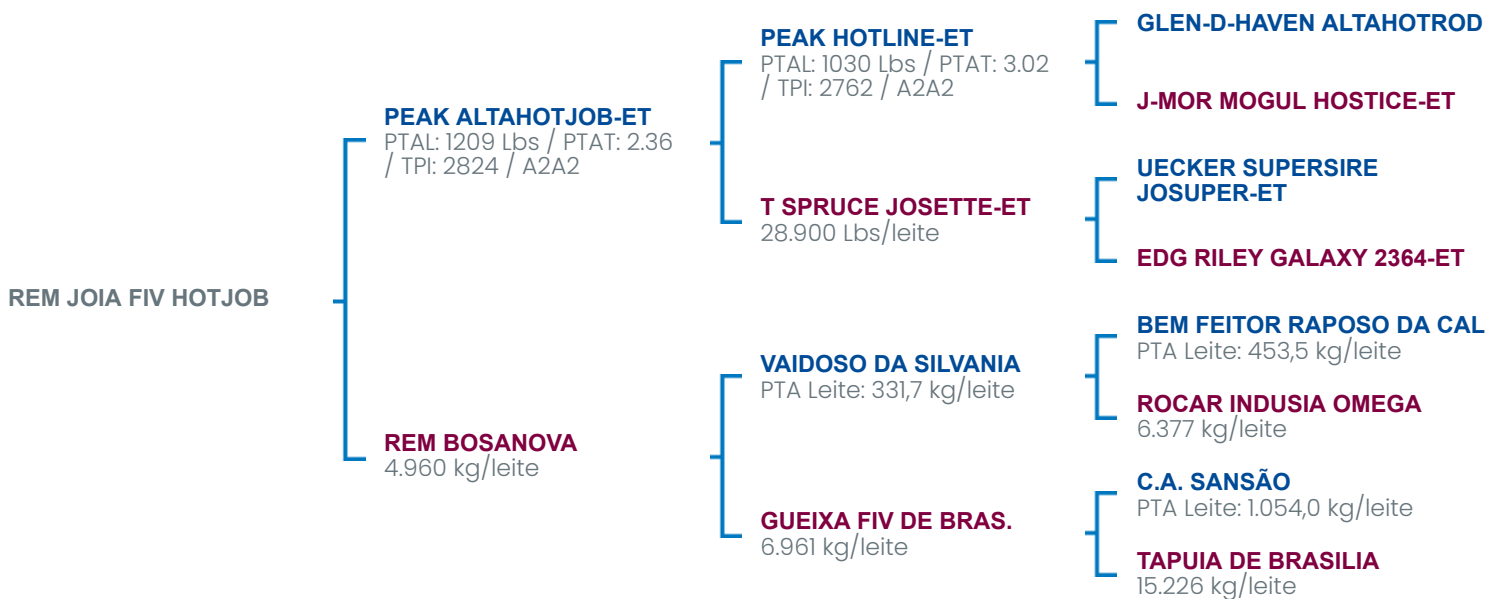 REM JOIA FIV HOTJOB
PEAK ALTAHOTJOB-ET
PTAL: 1209 Lbs / PTAT: 2.36
/ TPI: 2824 / A2A2
REM BOSANOVA
4.960 kg/leite
PEAK HOTLINE-ET
PTAL: 1030 Lbs / PTAT: 3.02
/ TPI: 2762 / A2A2
T SPRUCE JOSETTE-ET
28.900 Lbs/leite
VAIDOSO DA SILVANIA
PTA Leite: 331,7 kg/leite
GUEIXA FIV DE BRAS.
6.961 kg/leite
GLEN-D-HAVEN ALTAHOTROD
J-MOR MOGUL HOSTICE-ET
UECKER SUPERSIRE
JOSUPER-ET
EDG RILEY GALAXY 2364-ET
BEM FEITOR RAPOSO DA CAL
PTA Leite: 453,5 kg/leite
ROCAR INDUSIA OMEGA
6.377 kg/leite
C.A. SANSÃO
PTA Leite: 1.054,0 kg/leite
TAPUIA DE BRASILIA
15.226 kg/leite